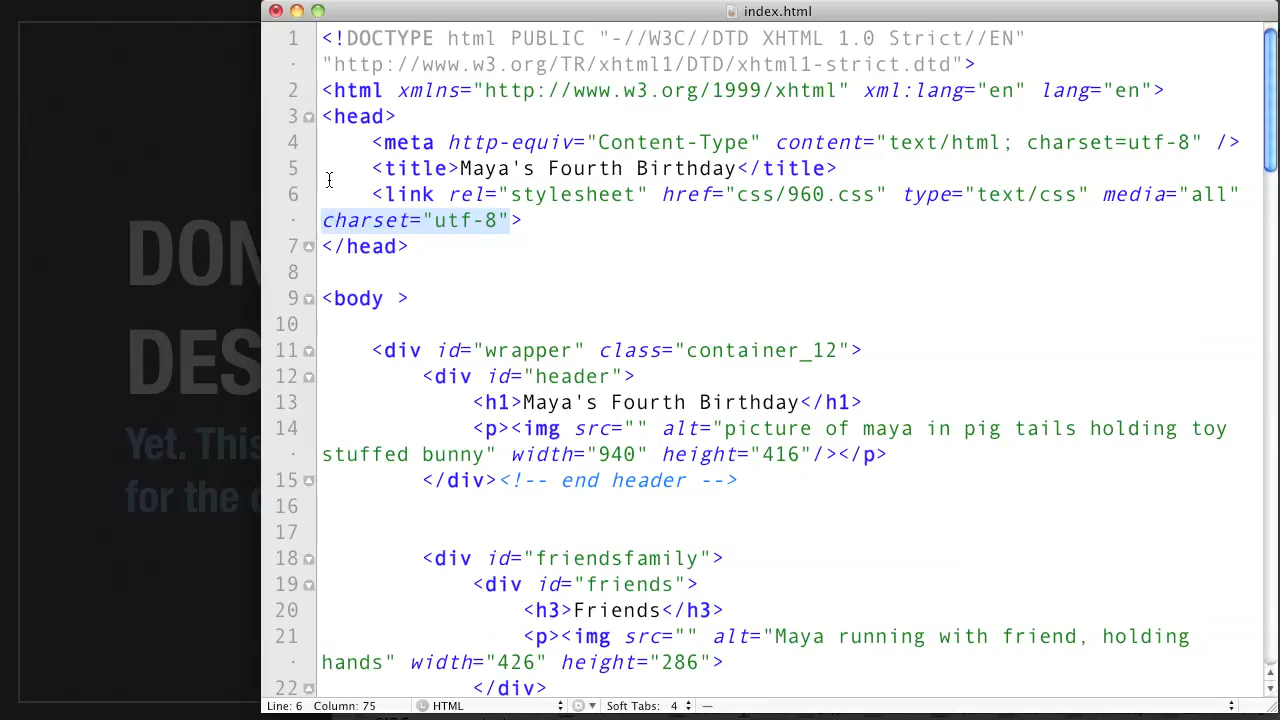 index.html
1 <!DOCTYPE html PUBLIC "-//W3C//DTD XHTML 1.0 Strict//EN"
· "http://www.w3.org/TR/xhtml1/DTD/xhtml1-strict.dtd">
2 <html xmlns="http://www.w3.org/1999/xhtml" xml:lang="en" lang="en">
3 <head>
4 <meta http-equiv="Content-Type" content="text/html; charset=utf-8" />
5 <title>Maya's Fourth Birthday</title>
6 <link rel="stylesheet" href="css/960.css" type="text/css" media="all"
· charset="utf-8">
7 </head>
8
9 <body >
10
11 <div id="wrapper" class="container_12">
12 <div id="header">
13 <h1>Maya's Fourth Birthday</h1>
14 <p><img src="" alt="picture of maya in pig tails holding toy
· stuffed bunny" width="940" height="416"/></p>
15 </div><!-- end header -->
16
17
18 <div id="friendsfamily">
19 <div id="friends">
20 <h3>Friends</h3>
21 <p><img src="" alt="Maya running with friend, holding
· hands" width="426" height="286">
22 </div>
Line: 6 Column: 75 HTML Soft Tabs: 4 —
DON
DES
Yet. This
for the